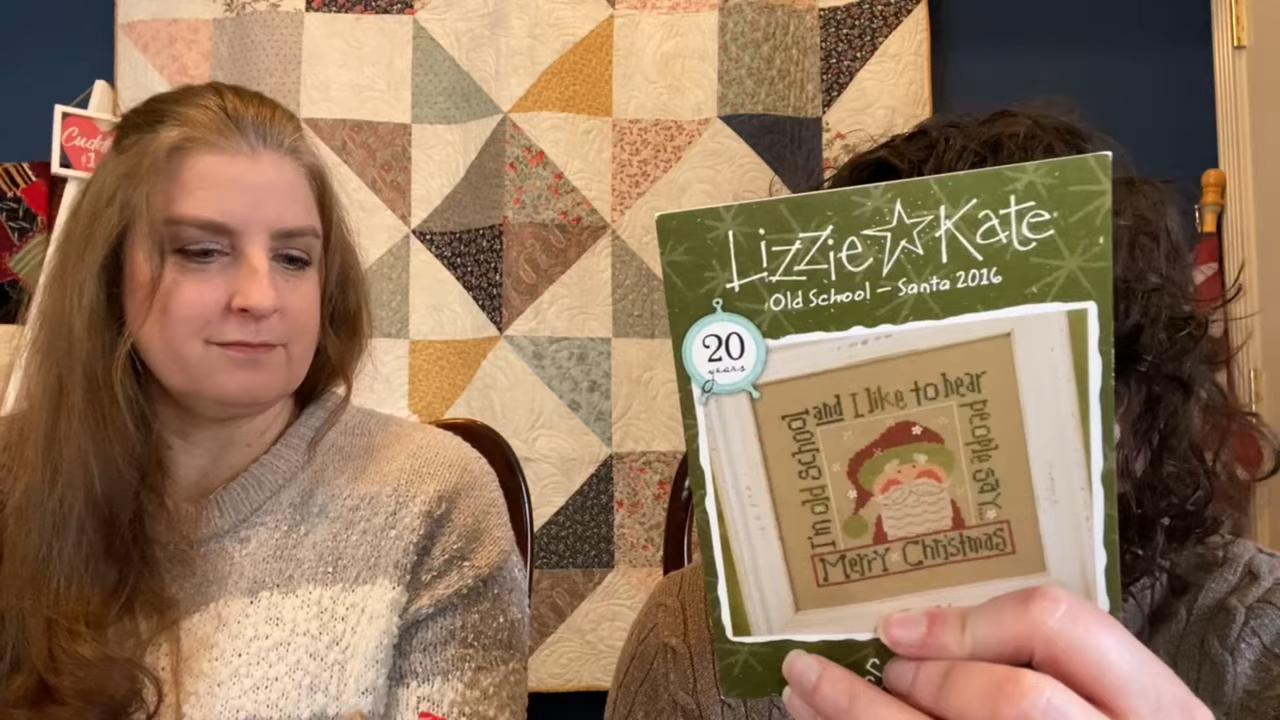 Lizzie Kate
Old School - Santa 2016
20
years
I'm old school
and I like to hear
people say...
Merry Christmas